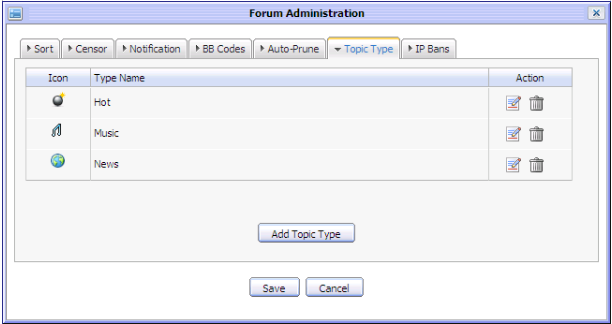 Forum Administration
Sort Censor Notification BB Codes Auto-Prune Topic Type IP Bans
Icon Type Name Action
Hot
Music
News
Add Topic Type
Save Cancel